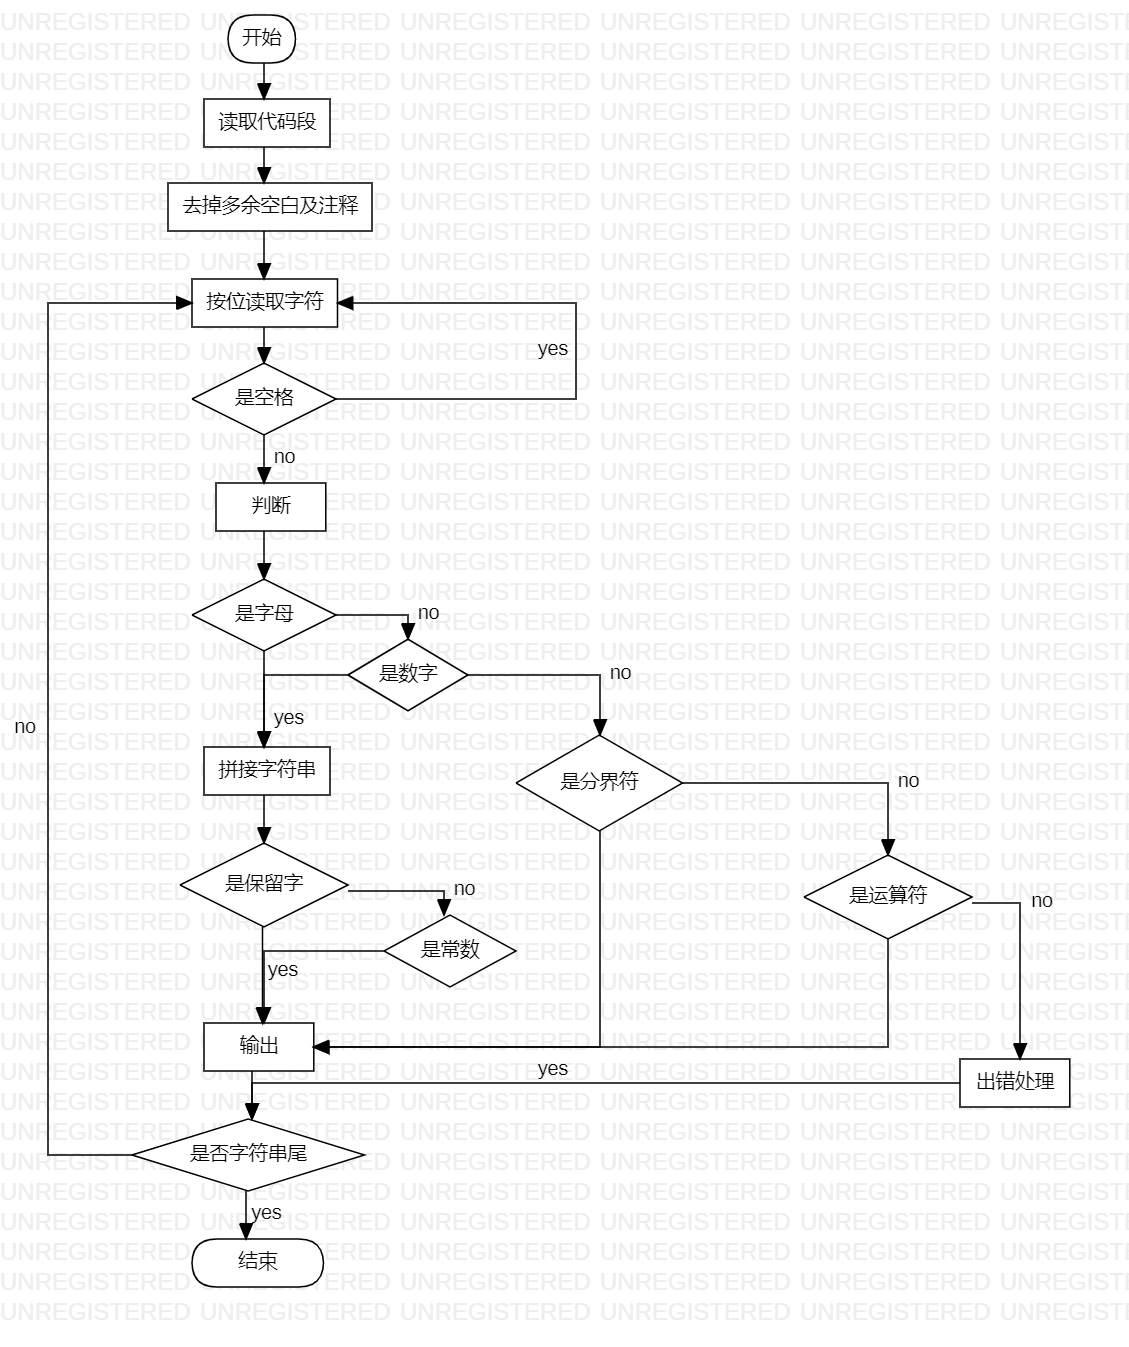 开始
读取代码段
去掉多余空白及注释
按位读取字符
yes
是空格
no
判断
是字母
no
是数字
no
yes
no
拼接字符串
是分界符
no
是保留字
no
是运算符
no
是常数
yes
输出
yes
出错处理
是否字符串尾
yes
结束
UNREGISTERED